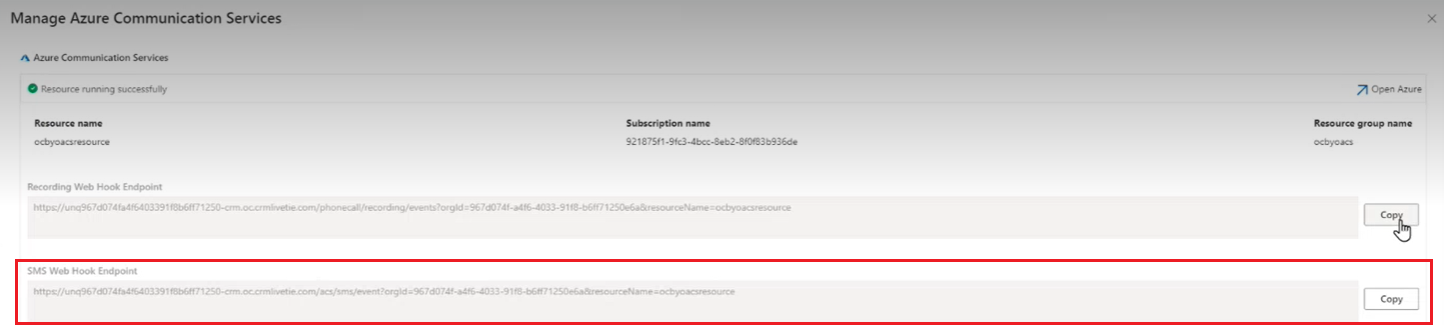 Manage Azure Communication Services
Azure Communication Services
Resource running successfully
Open Azure
Resource name
Subscription name
Resource group name
ocbyoacsresource
921875f1-9fc3-4bcc-8eb2-8f0f83b936de
ocbyoacs
Recording Web Hook Endpoint
https://unq967d074fa4f6403391f8b6ff71250-crm.oc.crmlivetie.com/phonecall/recording/events?orgId=967d074f-a4f6-4033-91f8-b6ff71250e6a&resourceName=ocbyoacsresource
Copy
SMS Web Hook Endpoint
https://unq967d074fa4f6403391f8b6ff71250-crm.oc.crmlivetie.com/acs/sms/event?orgId=967d074f-a4f6-4033-91f8-b6ff71250e6a&resourceName=ocbyoacsresource
Copy